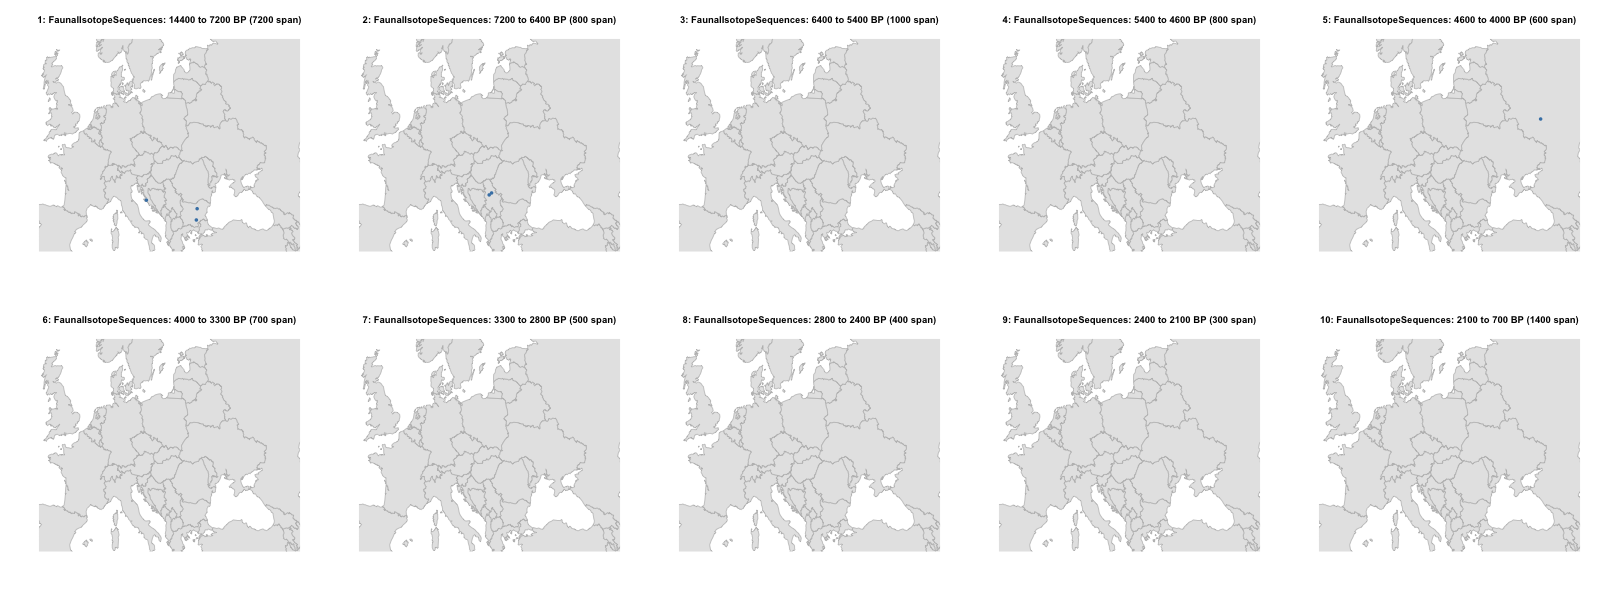 1: FaunalIsotopeSequences: 14400 to 7200 BP (7200 span)
2: FaunalIsotopeSequences: 7200 to 6400 BP (800 span)
3: FaunalIsotopeSequences: 6400 to 5400 BP (1000 span)
4: FaunalIsotopeSequences: 5400 to 4600 BP (800 span)
5: FaunalIsotopeSequences: 4600 to 4000 BP (600 span)
6: FaunalIsotopeSequences: 4000 to 3300 BP (700 span)
7: FaunalIsotopeSequences: 3300 to 2800 BP (500 span)
8: FaunalIsotopeSequences: 2800 to 2400 BP (400 span)
9: FaunalIsotopeSequences: 2400 to 2100 BP (300 span)
10: FaunalIsotopeSequences: 2100 to 700 BP (1400 span)